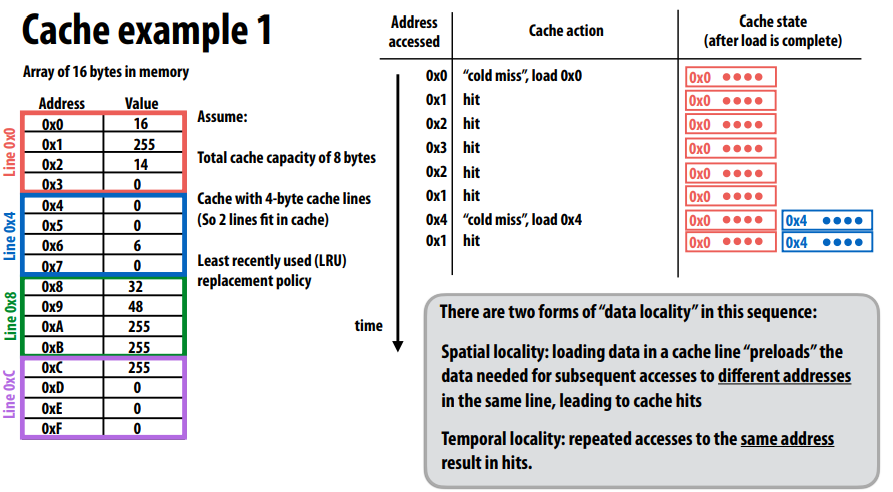 Cache example 1
Array of 16 bytes in memory
Address Value
Line 0x0
0x0 16
0x1 255
0x2 14
0x3 0
Line 0x4
0x4 0
0x5 0
0x6 6
0x7 0
Line 0x8
0x8 32
0x9 48
0xA 255
0xB 255
Line 0xC
0xC 255
0xD 0
0xE 0
0xF 0
Assume:
Total cache capacity of 8 bytes
Cache with 4-byte cache lines
(So 2 lines fit in cache)
Least recently used (LRU)
replacement policy
time
Address
accessed
Cache action
Cache state
(after load is complete)
0x0 “cold miss”, load 0x0 0x0
0x1 hit 0x0
0x2 hit 0x0
0x3 hit 0x0
0x2 hit 0x0
0x1 hit 0x0
0x4 “cold miss”, load 0x4 0x0 0x4
0x1 hit 0x0 0x4
There are two forms of “data locality” in this sequence:
Spatial locality: loading data in a cache line “preloads” the
data needed for subsequent accesses to different addresses
in the same line, leading to cache hits
Temporal locality: repeated accesses to the same address
result in hits.